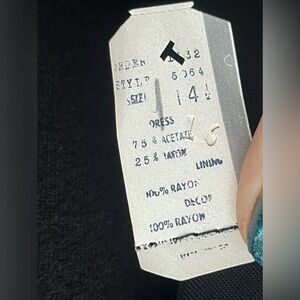 ORDER 32
STYLE 6064
SIZE 14½
DRESS
75% ACETATE
25% RAYON
LINING
100% RAYON
DECOR
100% RAYON